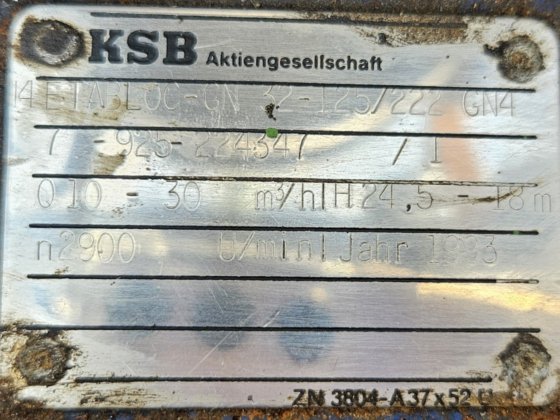 KSB Aktiengesellschaft
14 ETABLOC-GN 32-125/222 GN4
7 -925-224347 /1
Q 10 - 30 m³/h H 24,5 - 18 m
n 2900 U/min Jahr 1993
ZN 3804-A37x52